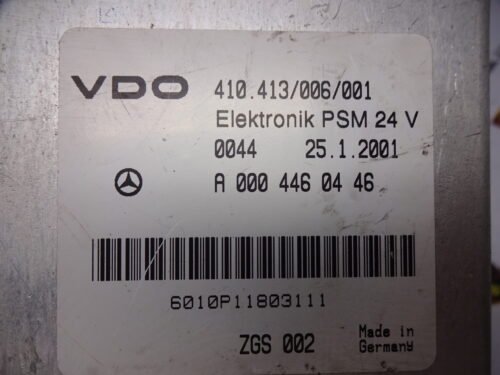 VDO 410.413/006/001
Elektronik PSM 24 V
0044 25.1.2001
A 000 446 04 46
6010P11803111
ZGS 002 Made in
Germany